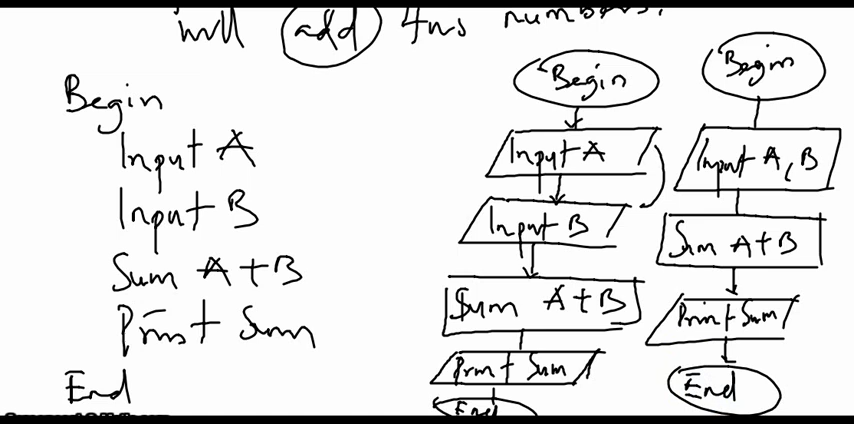 will add two numbers.
Begin
Input A
Input B
Sum A+B
Print Sum
End
Begin
Input A
Input B
Sum A+B
Print Sum
End
Begin
Input A, B
Sum A+B
Print Sum
End